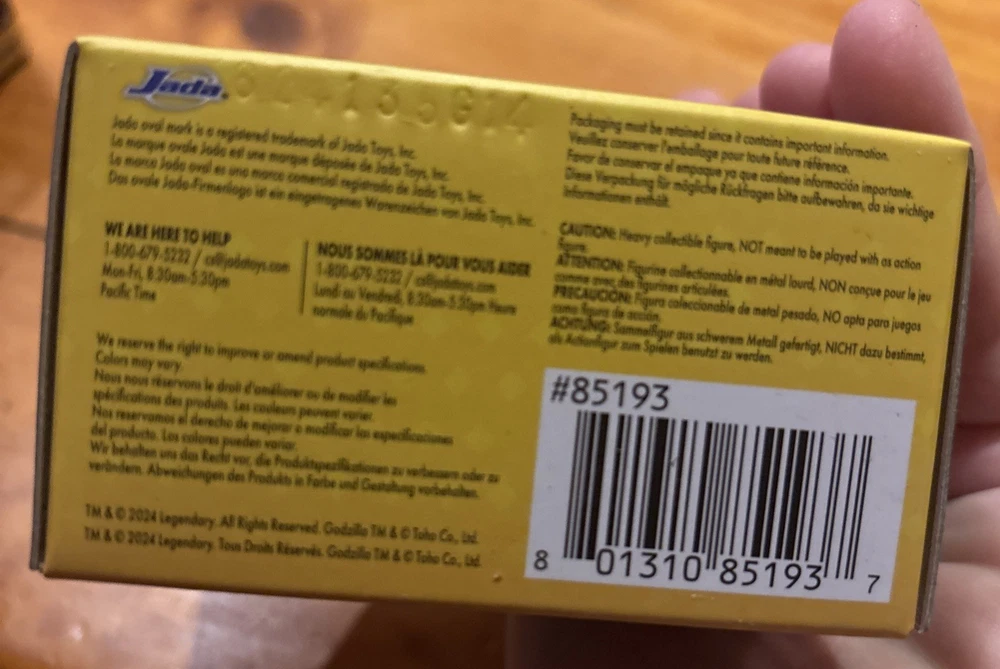 Jada.
Jada oval mark is a registered trademark of Jada Toys, Inc.
La marque ovale Jada est une marque déposée de Jada Toys, Inc.
La marca Jada oval es una marca comercial registrada de Jada Toys, Inc.
Das ovale Jada-Firmenlogo ist ein eingetragenes Warenzeichen von Jada Toys, Inc.
WE ARE HERE TO HELP
1-800-679-5232 / cs@jadatoys.com
Mon-Fri, 8:30am-5:30pm
Pacific Time
NOUS SOMMES LÀ POUR VOUS AIDER
1-800-679-5232 / cs@jadatoys.com
Lundi au Vendredi, 8:30am-5:30pm Heure
normale du Pacifique
We reserve the right to improve or amend product specifications.
Colors may vary.
Nous nous réservons le droit d'améliorer ou de modifier les
spécifications des produits. Les couleurs peuvent varier.
Nos reservamos el derecho de mejorar o modificar las especificaciones
del producto. Los colores pueden variar.
Wir behalten uns das Recht vor, die Produktspezifikationen zu verbessern oder zu
verändern. Abweichungen des Produkts in Farbe und Gestaltung vorbehalten.
TM & © 2024 Legendary. All Rights Reserved. Godzilla TM & © Toho Co., Ltd.
TM & © 2024 Legendary. Tous Droits Réservés. Godzilla TM & © Toho Co., Ltd.
Packaging must be retained since it contains important information.
Veuillez conserver l'emballage pour toute future référence.
Favor de conservar el empaque ya que contiene información importante.
Diese Verpackung für mögliche Rückfragen bitte aufbewahren, da sie wichtige
Informationen enthält.
CAUTION: Heavy collectible figure, NOT meant to be played with as action
figure.
ATTENTION: Figurine collectionnable en métal lourd, NON conçue pour le jeu
comme avec des figurines articulées.
PRECAUCIÓN: Figura coleccionable de metal pesado, NO apta para juegos
como figura de acción.
ACHTUNG: Sammelfigur aus schwerem Metall gefertigt, NICHT dazu bestimmt,
als Actionfigur zum Spielen benutzt zu werden.
#85193
8 01310 85193 7